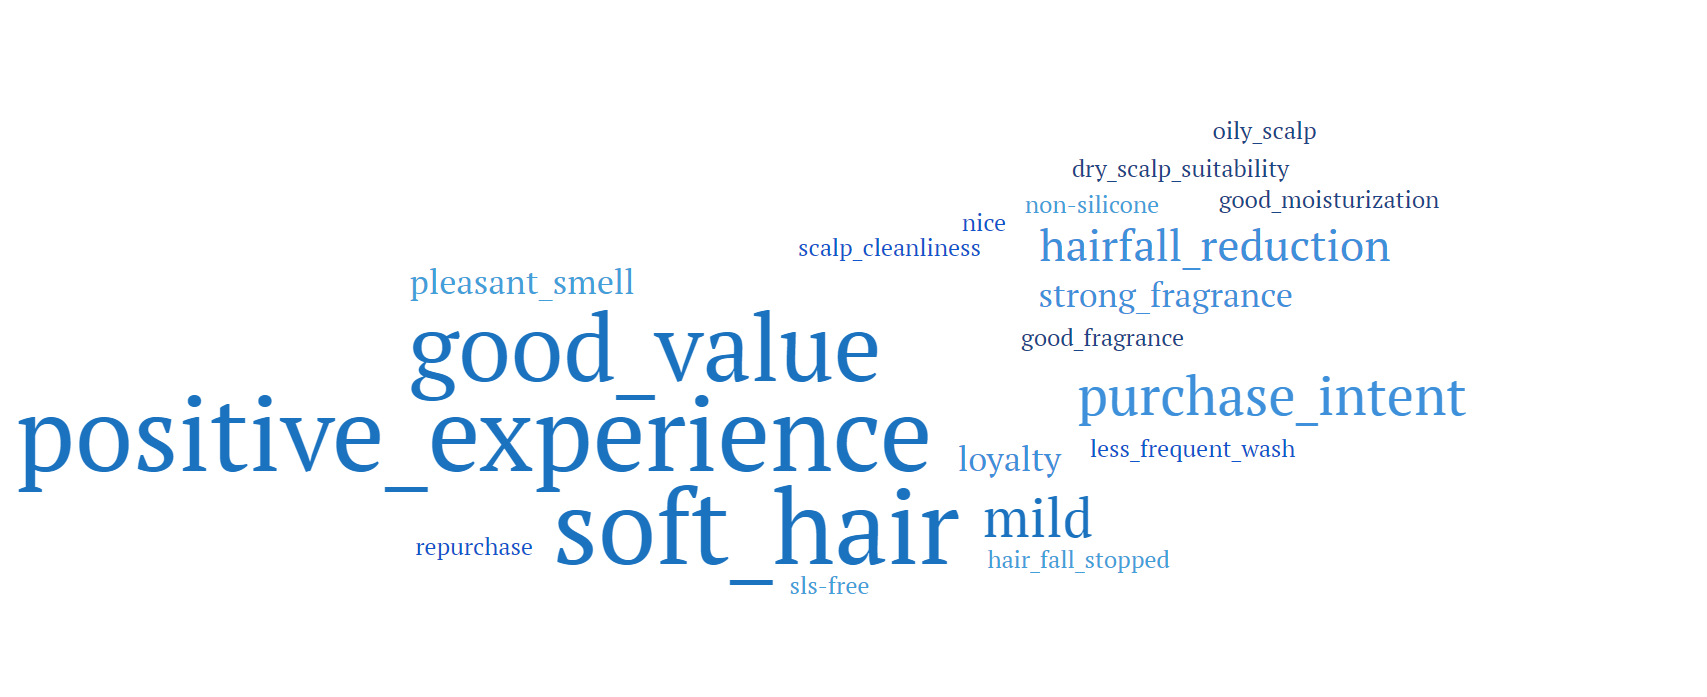 oily_scalp
dry_scalp_suitability
non-silicone
good_moisturization
nice
scalp_cleanliness
hairfall_reduction
pleasant_smell
strong_fragrance
good_value
good_fragrance
purchase_intent
positive_experience
loyalty
less_frequent_wash
soft_hair
mild
repurchase
hair_fall_stopped
sls-free